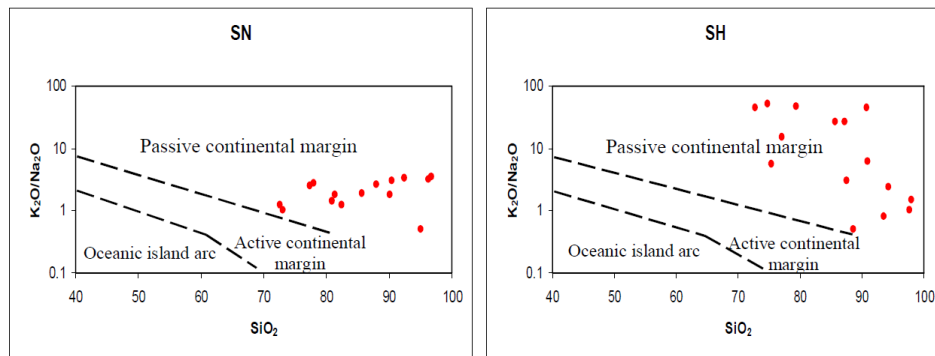 SN
100
10
1
0.1
K₂O/Na₂O
Passive continental margin
Oceanic island arc
Active continental
margin
40
50
60
70
80
90
100
SiO₂
SH
100
10
1
0.1
K₂O/Na₂O
Passive continental margin
Oceanic island arc
Active continental
margin
40
50
60
70
80
90
100
SiO₂